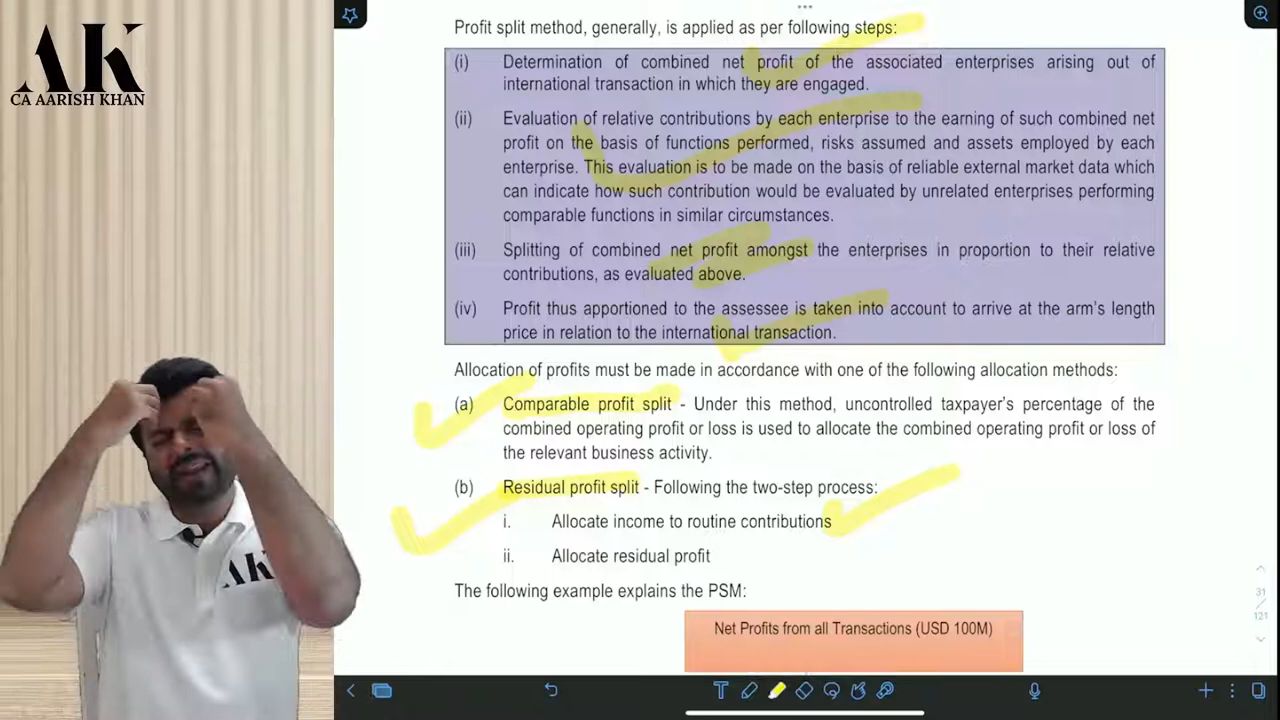 AK
CA AARISH KHAN
AK
Profit split method, generally, is applied as per following steps:
(i) Determination of combined net profit of the associated enterprises arising out of
international transaction in which they are engaged.
(ii) Evaluation of relative contributions by each enterprise to the earning of such combined net
profit on the basis of functions performed, risks assumed and assets employed by each
enterprise. This evaluation is to be made on the basis of reliable external market data which
can indicate how such contribution would be evaluated by unrelated enterprises performing
comparable functions in similar circumstances.
(iii) Splitting of combined net profit amongst the enterprises in proportion to their relative
contributions, as evaluated above.
(iv) Profit thus apportioned to the assessee is taken into account to arrive at the arm's length
price in relation to the international transaction.
Allocation of profits must be made in accordance with one of the following allocation methods:
(a) Comparable profit split - Under this method, uncontrolled taxpayer's percentage of the
combined operating profit or loss is used to allocate the combined operating profit or loss of
the relevant business activity.
(b) Residual profit split - Following the two-step process:
i. Allocate income to routine contributions
ii. Allocate residual profit
The following example explains the PSM:
Net Profits from all Transactions (USD 100M)
31
/
121